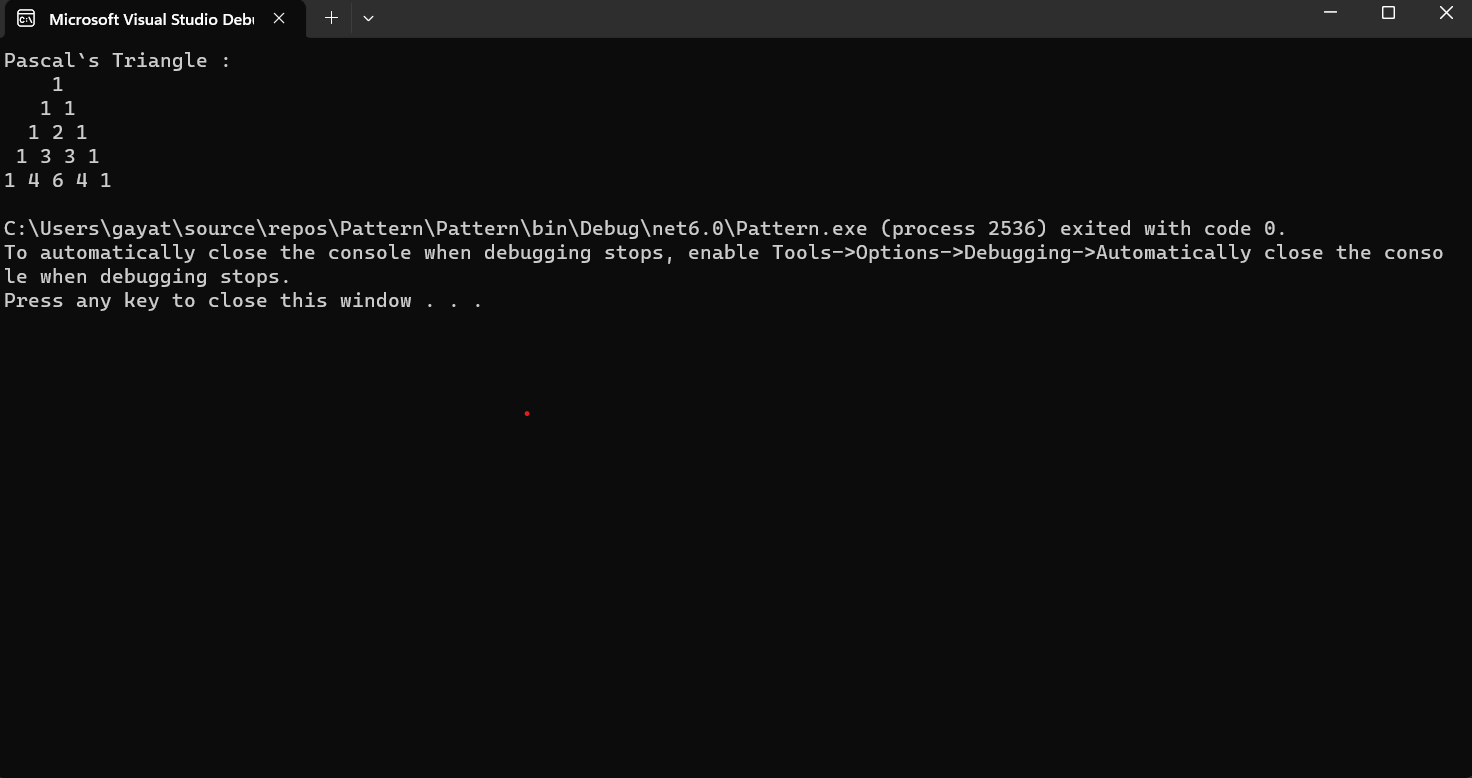 Microsoft Visual Studio Debu
Pascal`s Triangle :
    1
   1 1
  1 2 1
 1 3 3 1
1 4 6 4 1
C:\Users\gayat\source\repos\Pattern\Pattern\bin\Debug\net6.0\Pattern.exe (process 2536) exited with code 0.
To automatically close the console when debugging stops, enable Tools->Options->Debugging->Automatically close the conso
le when debugging stops.
Press any key to close this window . . .